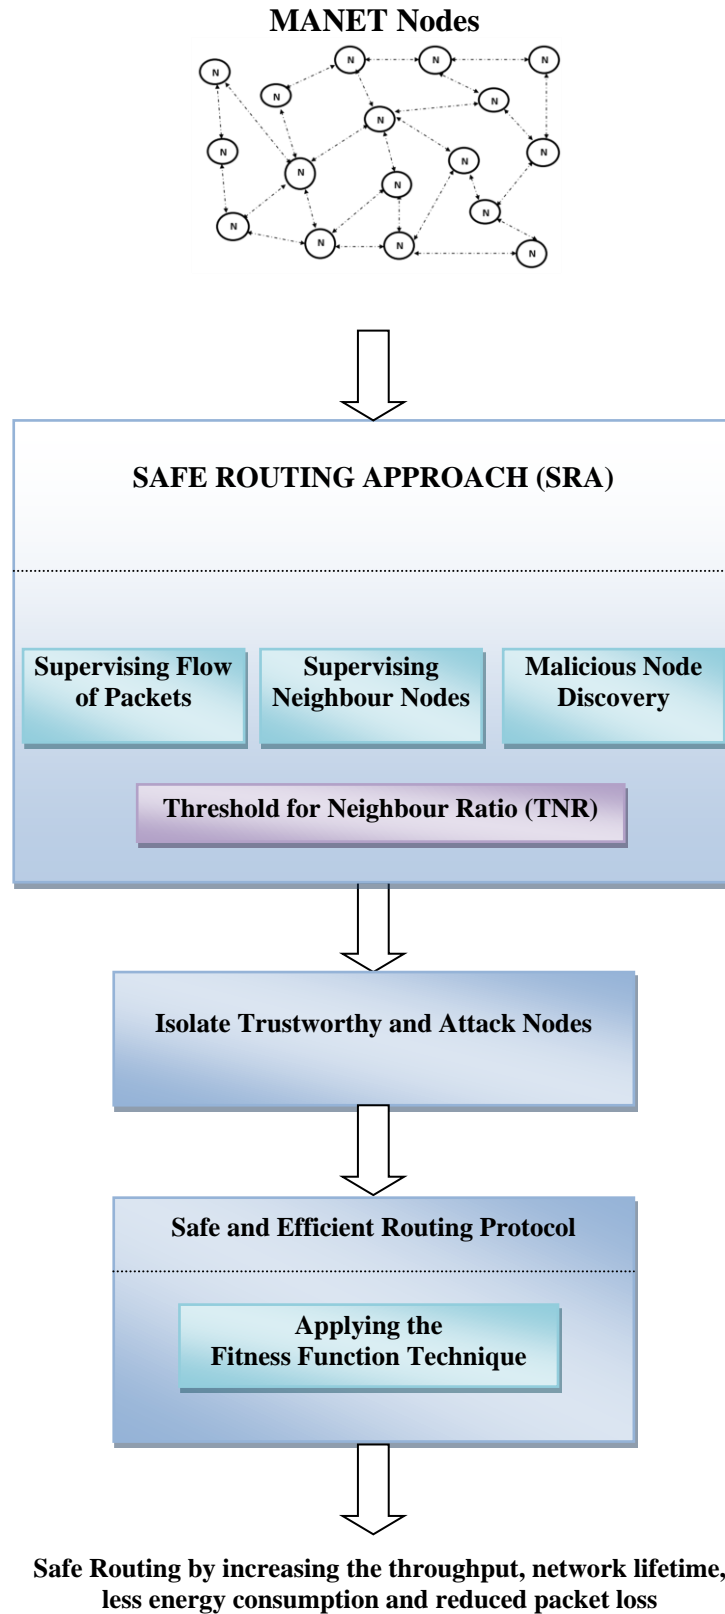 MANET Nodes
N N N N
N N
N
N N N
N N
N N
N N N
SAFE ROUTING APPROACH (SRA)
Supervising Flow
of Packets
Supervising
Neighbour Nodes
Malicious Node
Discovery
Threshold for Neighbour Ratio (TNR)
Isolate Trustworthy and Attack Nodes
Safe and Efficient Routing Protocol
Applying the
Fitness Function Technique
Safe Routing by increasing the throughput, network lifetime,
less energy consumption and reduced packet loss